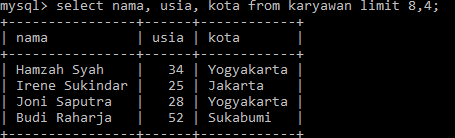 mysql> select nama, usia, kota from karyawan limit 8,4;
+----------------+------+------------+
| nama           | usia | kota       |
+----------------+------+------------+
| Hamzah Syah    |   34 | Yogyakarta |
| Irene Sukindar |   25 | Jakarta    |
| Joni Saputra   |   28 | Yogyakarta |
| Budi Raharja   |   52 | Sukabumi   |
+----------------+------+------------+